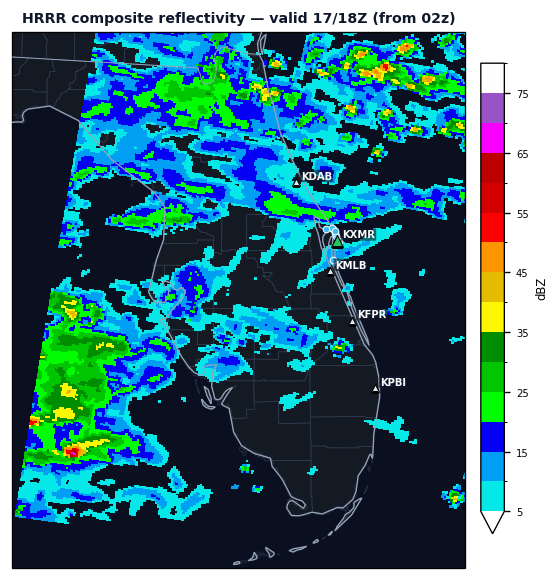 HRRR composite reflectivity — valid 17/18Z (from 02z)
KDAB
KXMR
KMLB
KFPR
KPBI
75
65
55
45
35
25
15
5
dBZ